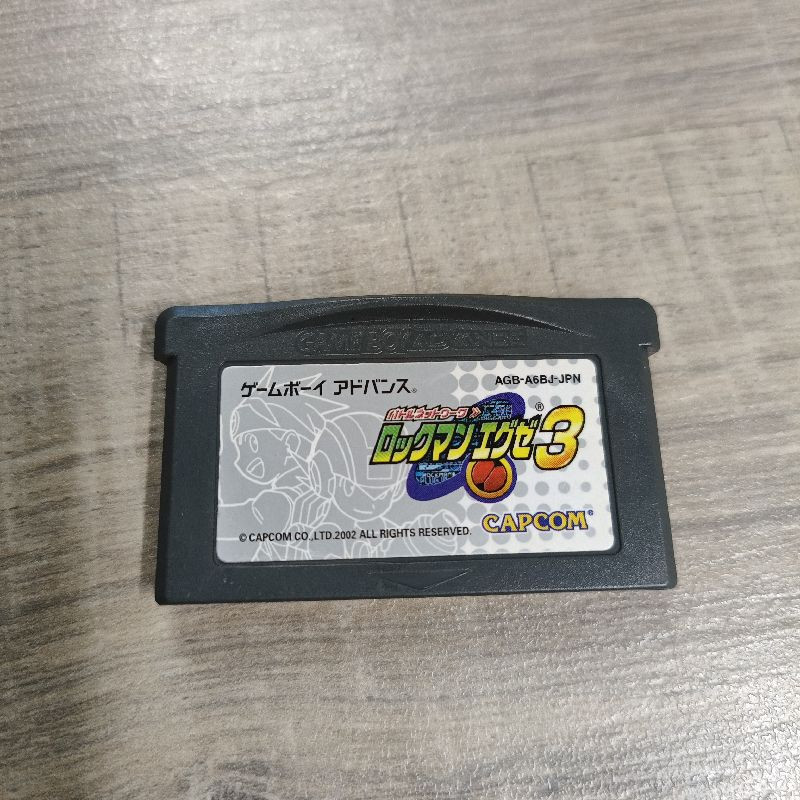 GAME BOY ADVANCE
ゲームボーイ アドバンス®
AGB-A6BJ-JPN
バトルネットワーク
ロックマン エグゼ®3
© CAPCOM CO.,LTD.2002 ALL RIGHTS RESERVED.
CAPCOM®